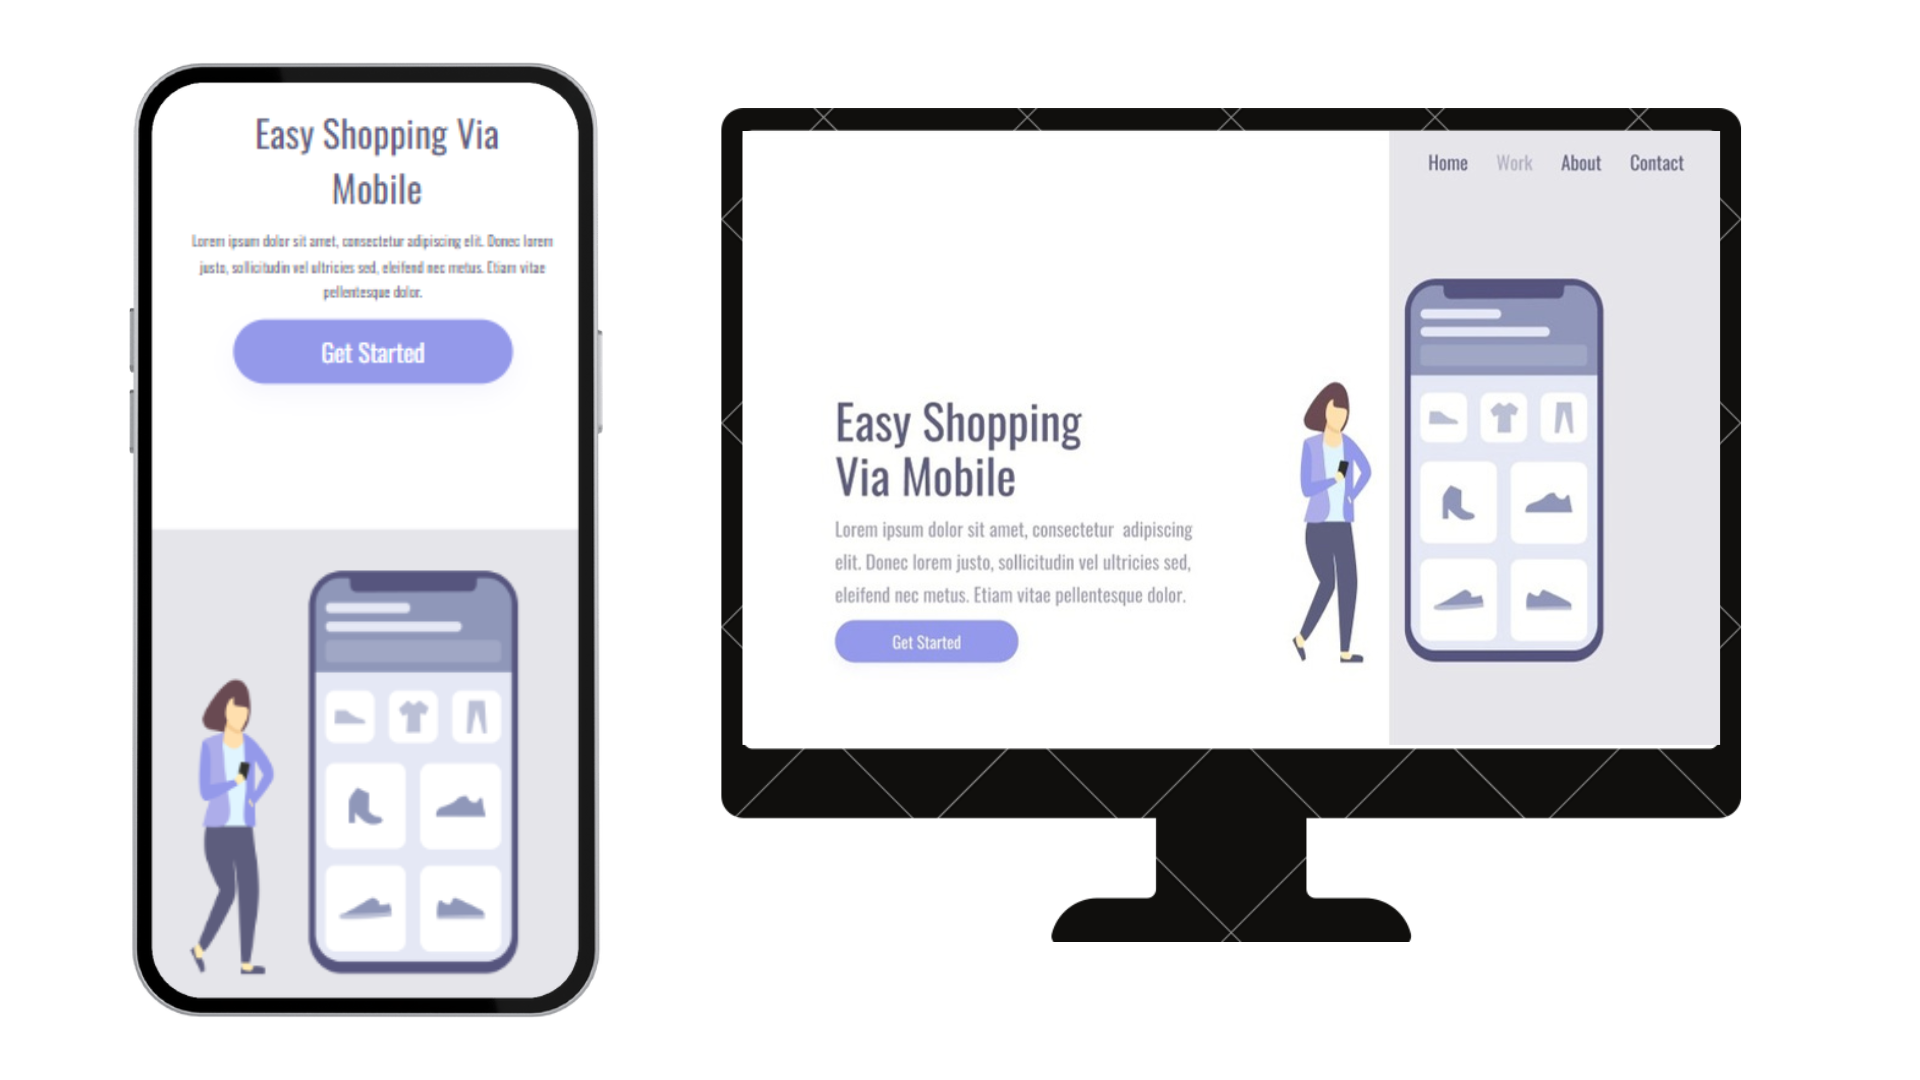 Easy Shopping Via
Mobile
Lorem ipsum dolor sit amet, consectetur adipiscing elit. Donec lorem
justo, sollicitudin vel ultricies sed, eleifend nec metus. Etiam vitae
pellentesque dolor.
Get Started
Home Work About Contact
Easy Shopping
Via Mobile
Lorem ipsum dolor sit amet, consectetur adipiscing
elit. Donec lorem justo, sollicitudin vel ultricies sed,
eleifend nec metus. Etiam vitae pellentesque dolor.
Get Started